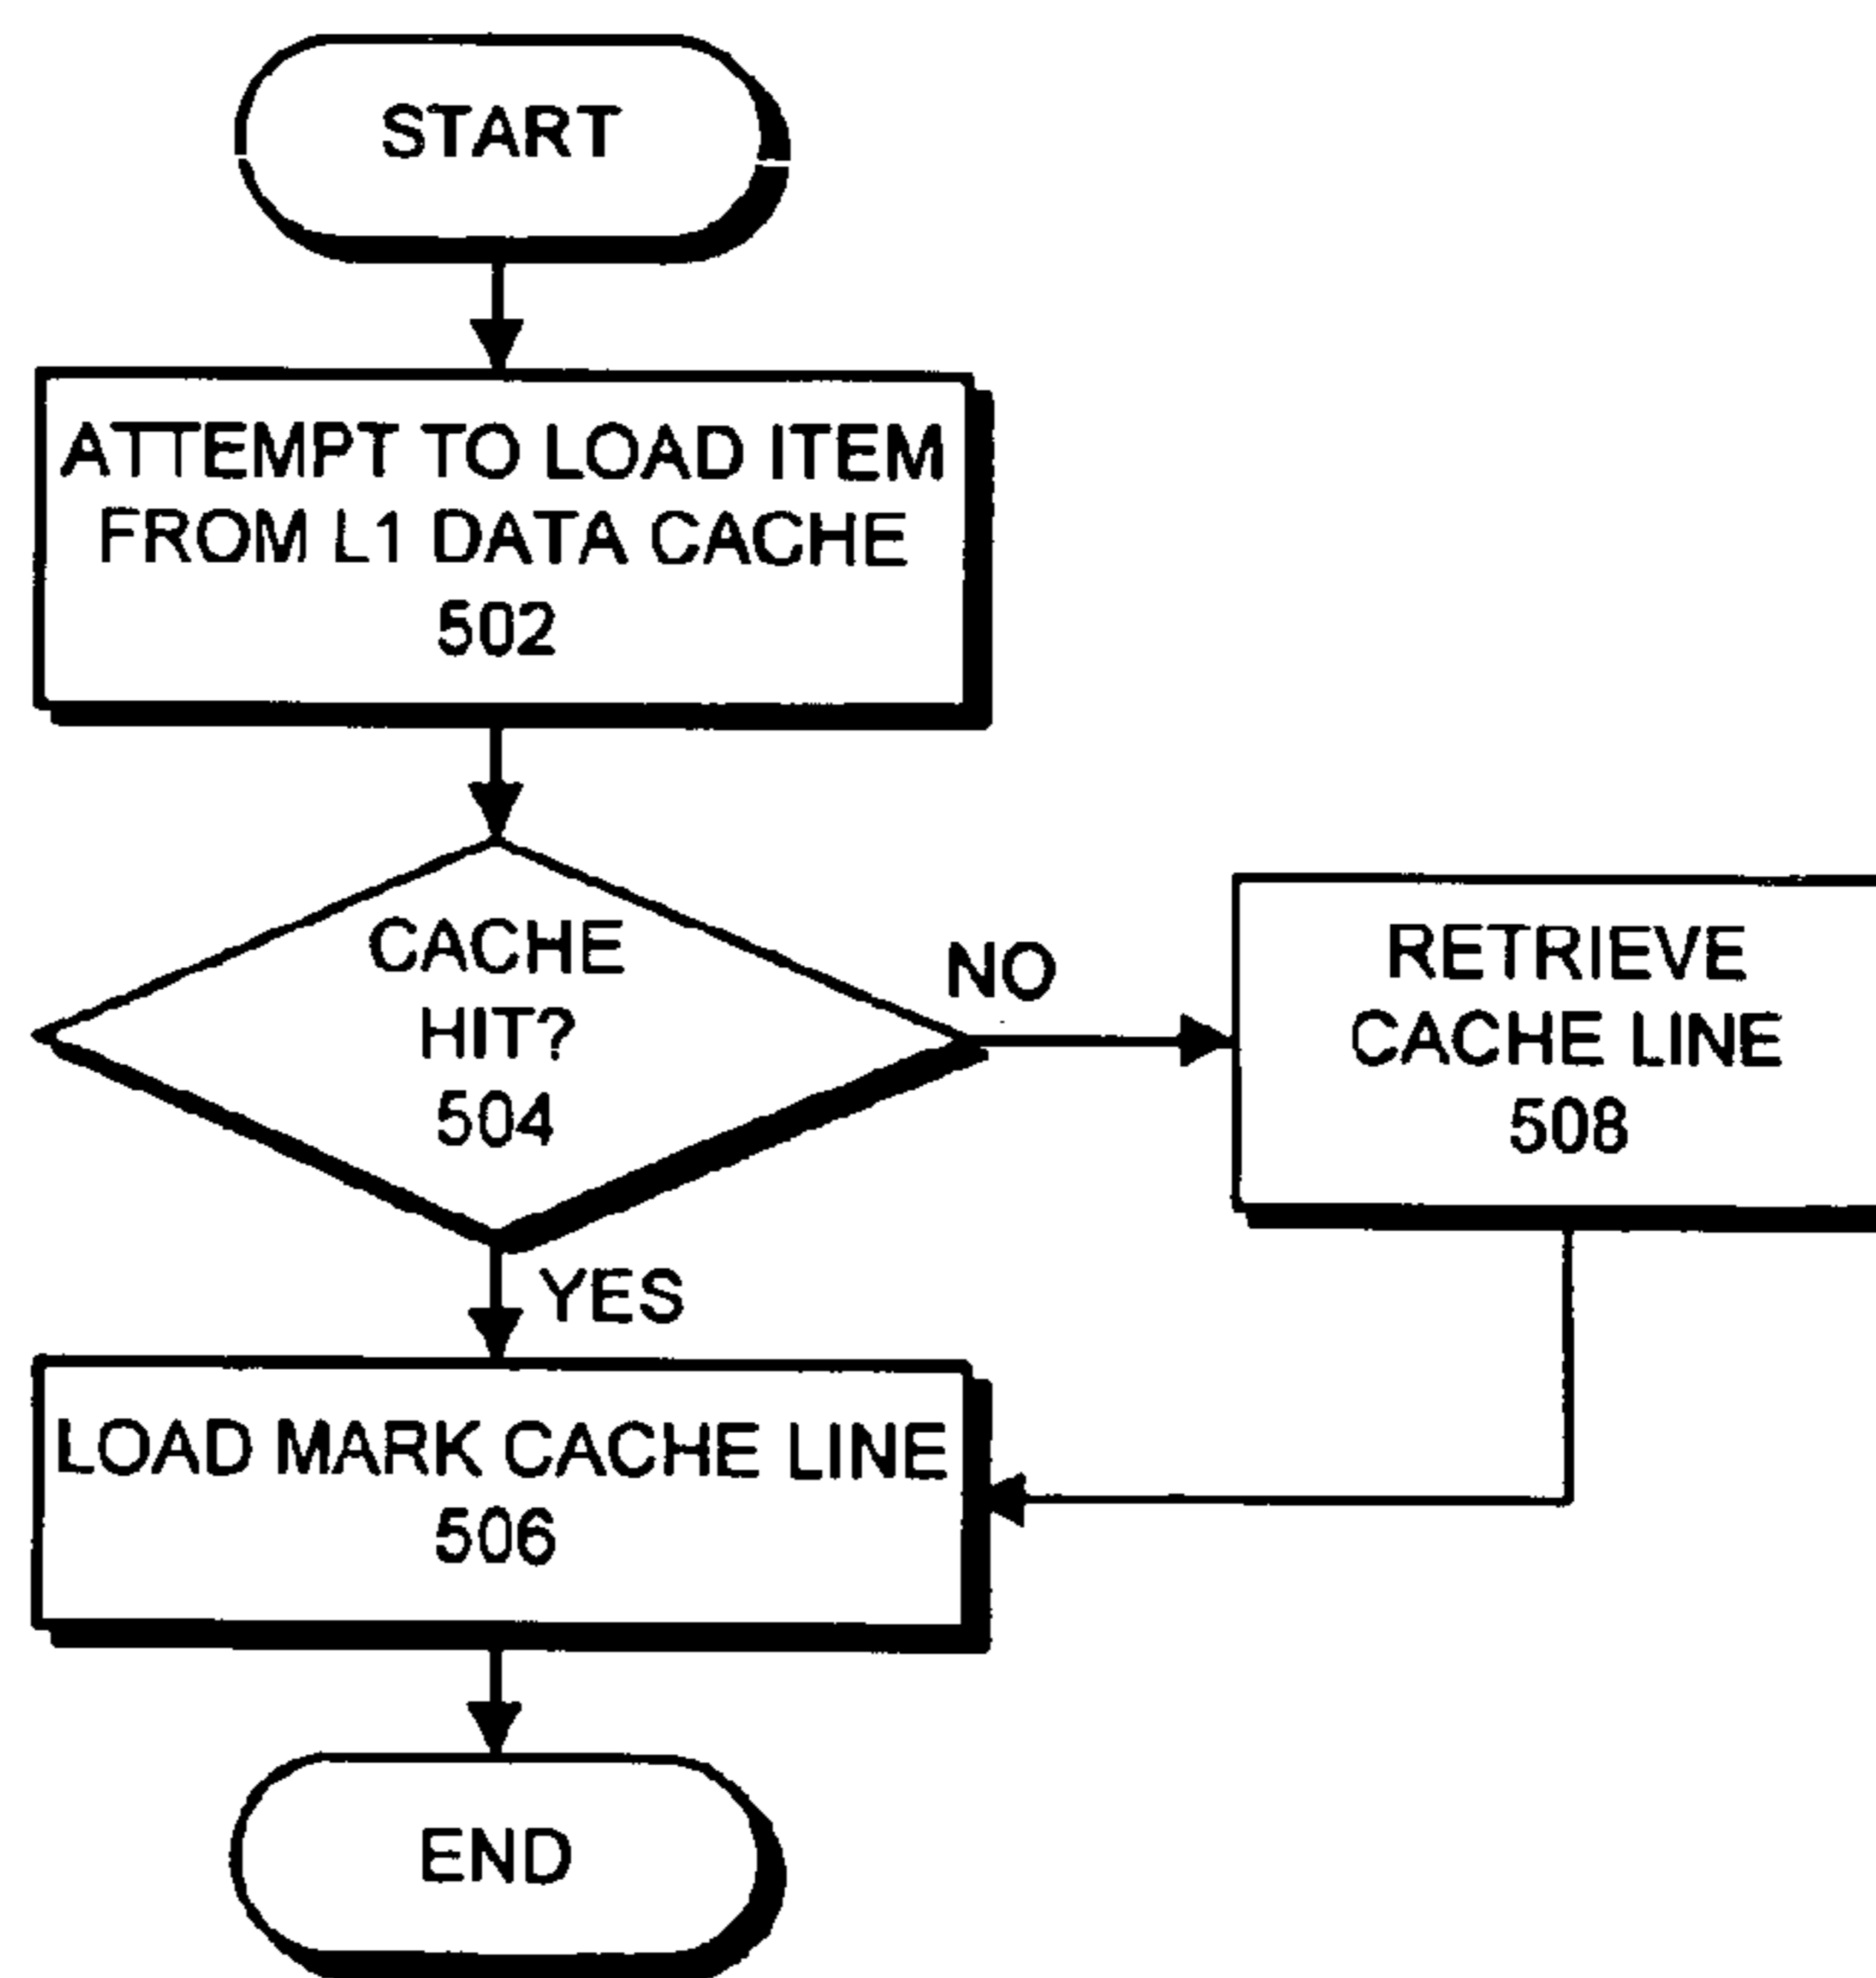 START
ATTEMPT TO LOAD ITEM
FROM L1 DATA CACHE
502
CACHE
HIT?
504
NO
RETRIEVE
CACHE LINE
508
YES
LOAD MARK CACHE LINE
506
END